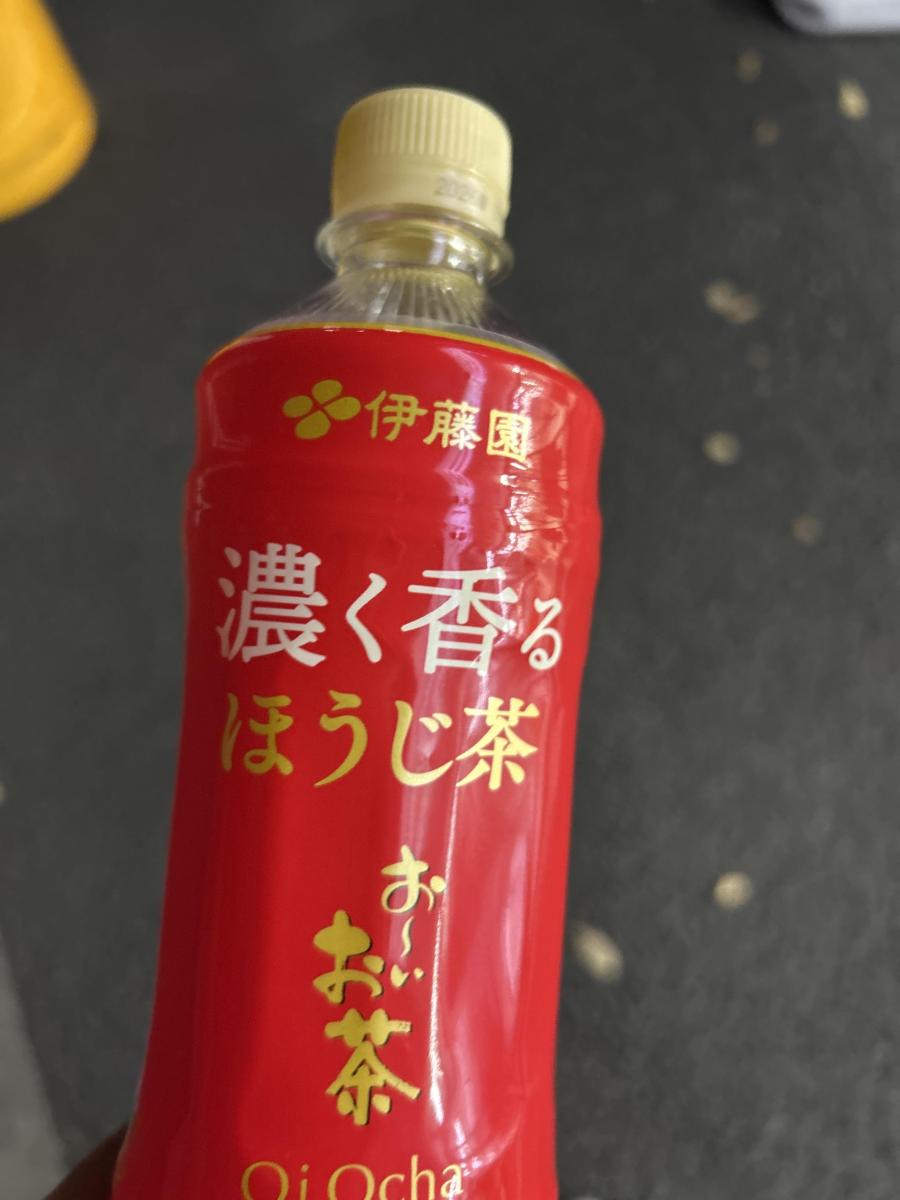 伊藤園
濃く香る
ほうじ茶
お～い
お茶
Oi Ocha